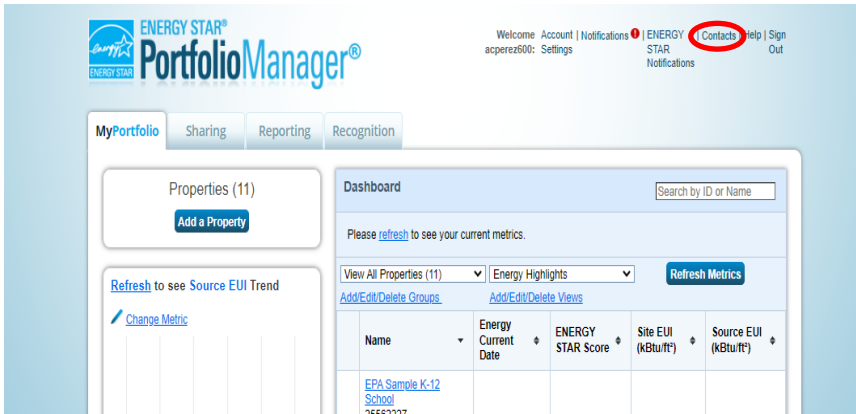 ENERGY STAR®
PortfolioManager®
energy
ENERGY STAR
Welcome acperez600:
Account Settings | Notifications | ENERGY STAR Notifications | Contacts | Help | Sign Out
MyPortfolio
Sharing
Reporting
Recognition
Properties (11)
Add a Property
Refresh to see Source EUI Trend
Change Metric
Dashboard
Search by ID or Name
Please refresh to see your current metrics.
View All Properties (11)
Energy Highlights
Refresh Metrics
Add/Edit/Delete Groups
Add/Edit/Delete Views
Name
Energy
Current
Date
ENERGY
STAR Score
Site EUI
(kBtu/ft²)
Source EUI
(kBtu/ft²)
EPA Sample K-12
School